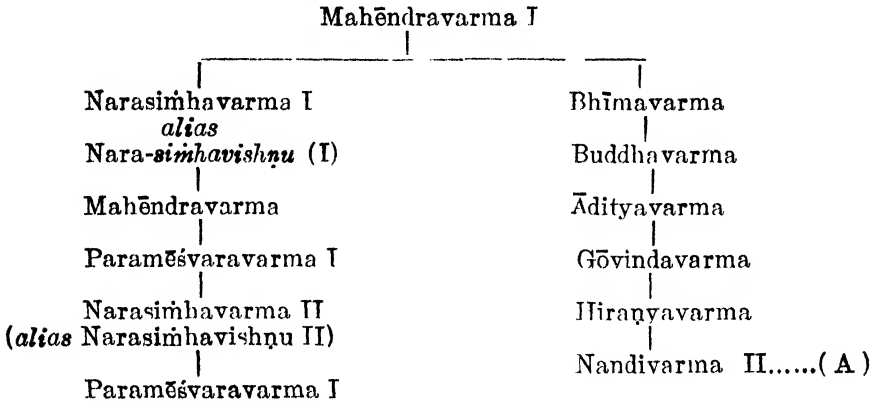 Mahēndravarma I
Narasiṁhavarma I
alias
Nara-siṁhavishṇu (I)
Mahēndravarma
Paramēśvaravarma I
Narasiṁhavarma II
(alias Narasiṁhavishṇu II)
Paramēśvaravarma I
Bhīmavarma
Buddhavarma
Ādityavarma
Gōvindavarma
Hiraṇyavarma
Nandivarma II......( A )